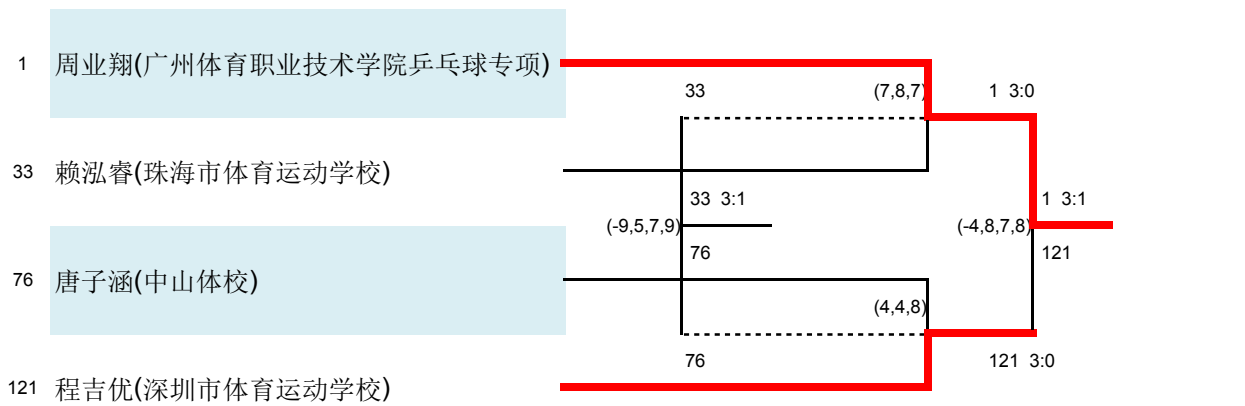 1 周业翔(广州体育职业技术学院乒乓球专项)
33 (7,8,7) 1 3:0
33 赖泓睿(珠海市体育运动学校)
33 3:1 1 3:1
(-9,5,7,9) (-4,8,7,8)
76 121
76 唐子涵(中山体校)
(4,4,8)
76 121 3:0
121 程吉优(深圳市体育运动学校)